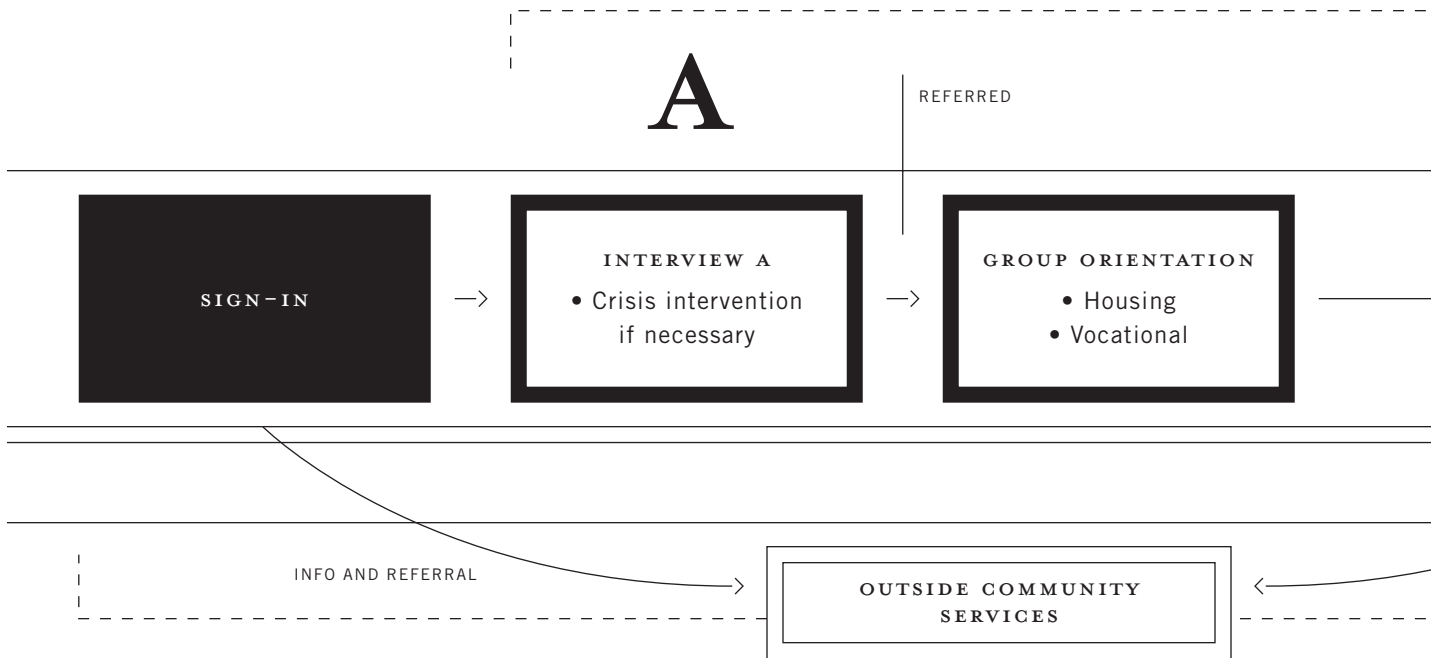 A
REFERRED
SIGN-IN
INTERVIEW A
• Crisis intervention
if necessary
GROUP ORIENTATION
• Housing
• Vocational
INFO AND REFERRAL
OUTSIDE COMMUNITY
SERVICES